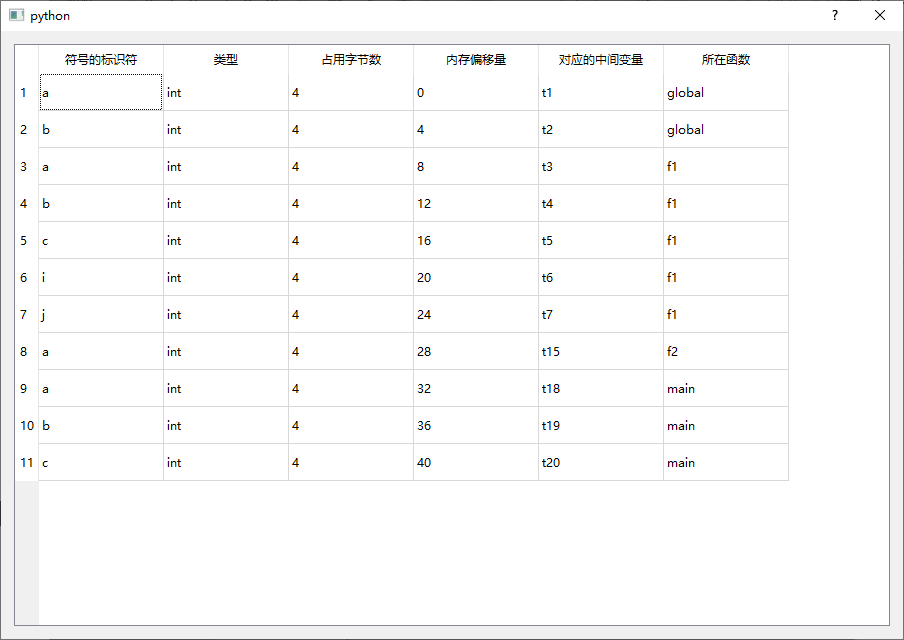 python
符号的标识符 类型 占用字节数 内存偏移量 对应的中间变量 所在函数
1 a int 4 0 t1 global
2 b int 4 4 t2 global
3 a int 4 8 t3 f1
4 b int 4 12 t4 f1
5 c int 4 16 t5 f1
6 i int 4 20 t6 f1
7 j int 4 24 t7 f1
8 a int 4 28 t15 f2
9 a int 4 32 t18 main
10 b int 4 36 t19 main
11 c int 4 40 t20 main